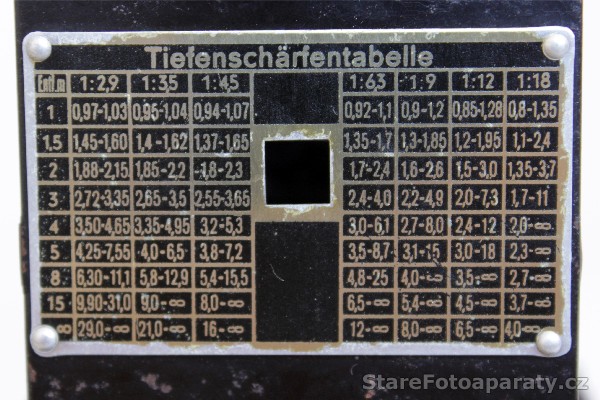 Tiefenschärfentabelle
Entf. m 1:2,9 1:3,5 1:4,5 1:6,3 1:9 1:12 1:18
1 0,97-1,03 0,95-1,04 0,94-1,07 0,92-1,1 0,9-1,2 0,85-1,28 0,8-1,35
1,5 1,45-1,60 1,4-1,62 1,37-1,65 1,35-1,7 1,3-1,85 1,2-1,95 1,1-2,4
2 1,88-2,15 1,85-2,2 1,8-2,3 1,7-2,4 1,6-2,6 1,5-3,0 1,35-3,7
3 2,72-3,35 2,65-3,5 2,55-3,65 2,4-4,0 2,2-4,9 2,0-7,3 1,7-11
4 3,50-4,65 3,35-4,95 3,2-5,3 3,0-6,1 2,7-8,0 2,4-12 2,0-∞
5 4,25-7,55 4,0-6,5 3,8-7,2 3,5-8,7 3,1-15 3,0-18 2,3-∞
8 6,30-11,1 5,8-12,9 5,4-15,5 4,8-25 4,0-∞ 3,5-∞ 2,7-∞
15 9,90-31,0 9,0-∞ 8,0-∞ 6,5-∞ 5,4-∞ 4,5-∞ 3,7-∞
∞ 29,0-∞ 21,0-∞ 16-∞ 12-∞ 8,0-∞ 6,5-∞ 4,0-∞
StareFotoaparaty.cz